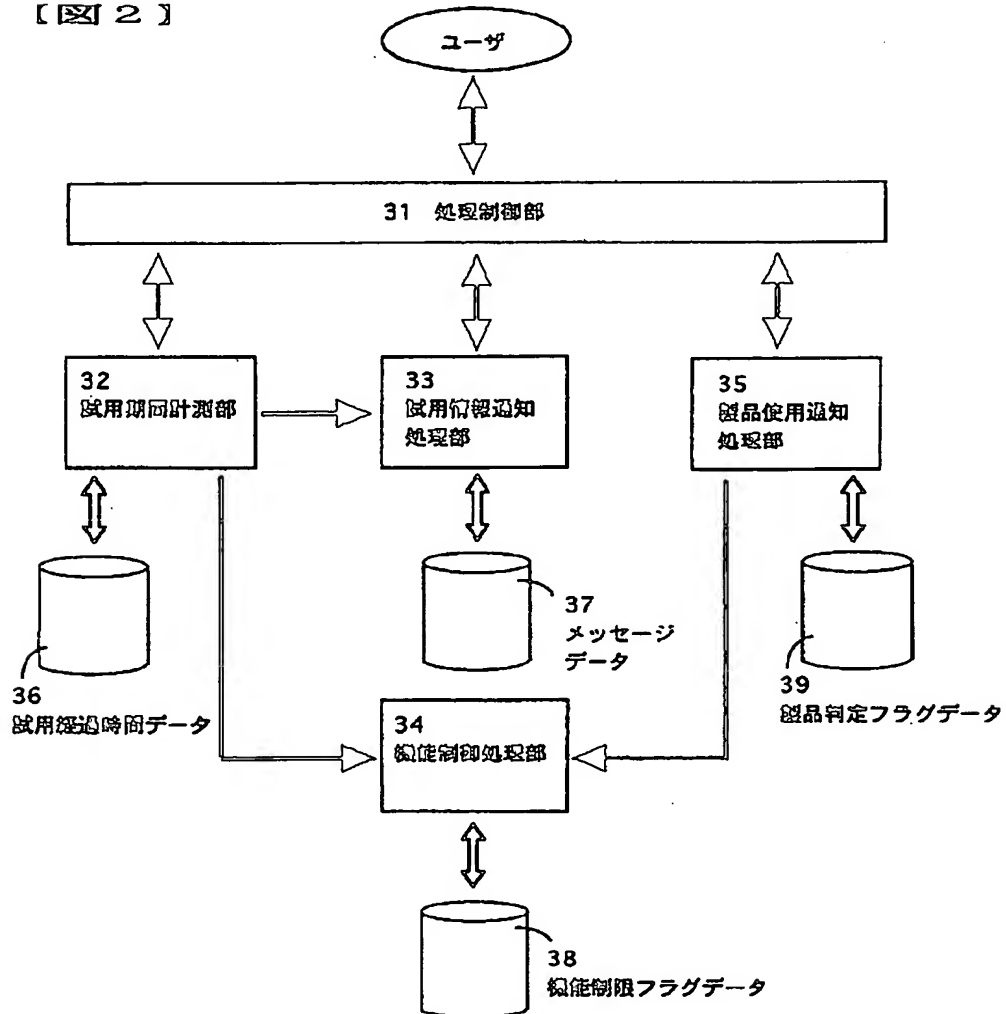 【図２】
ユーザ
31 処理制御部
32
試用期間計測部
33
試用情報通知
処理部
35
製品使用通知
処理部
36
試用経過時間データ
37
メッセージ
データ
39
製品判定フラグデータ
34
機能制御処理部
38
機能制限フラグデータ